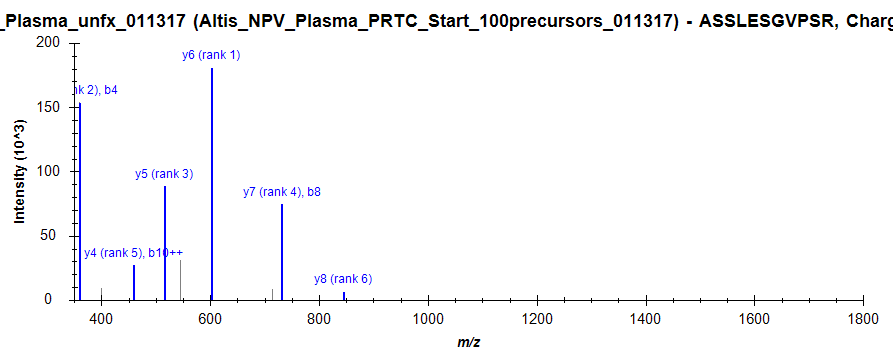 _Plasma_unfx_011317 (Altis_NPV_Plasma_PRTC_Start_100precursors_011317) - ASSLESGVPSR, Charg
200
y6 (rank 1)
nk 2), b4
150
y5 (rank 3)
100
y7 (rank 4), b8
50
y4 (rank 5), b10++
y8 (rank 6)
0
400 600 800 1000 1200 1400 1600 1800
Intensity (10^3)
m/z